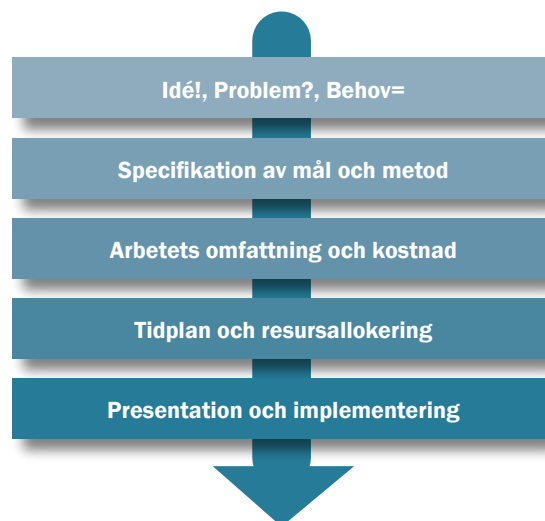 Idé!, Problem?, Behov=
Specifikation av mål och metod
Arbetets omfattning och kostnad
Tidplan och resursallokering
Presentation och implementering